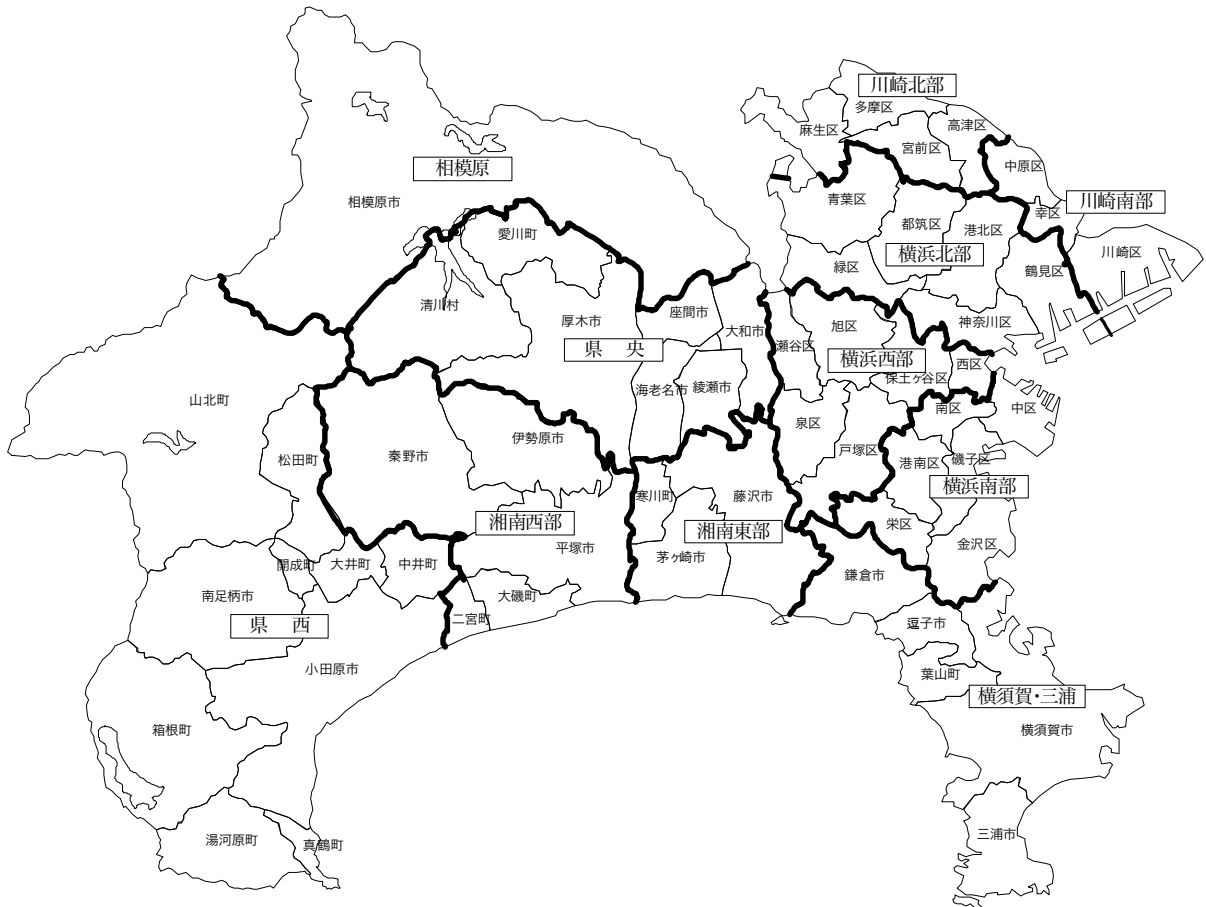 川崎北部
多摩区
高津区
麻生区
宮前区
中原区
相模原
相模原市
青葉区
川崎南部
幸区
都筑区
港北区
愛川町
横浜北部
川崎区
緑区
鶴見区
清川村
座間市
厚木市
神奈川区
大和市
旭区
瀬谷区
県 央
横浜西部
西区
保土ヶ谷区
海老名市
綾瀬市
山北町
南区
中区
泉区
伊勢原市
戸塚区
秦野市
松田町
港南区
磯子区
横浜南部
寒川町
藤沢市
湘南西部
湘南東部
栄区
平塚市
金沢区
茅ヶ崎市
開成町
大井町
中井町
鎌倉市
南足柄市
大磯町
二宮町
県 西
逗子市
小田原市
葉山町
横須賀・三浦
箱根町
横須賀市
三浦市
湯河原町
真鶴町